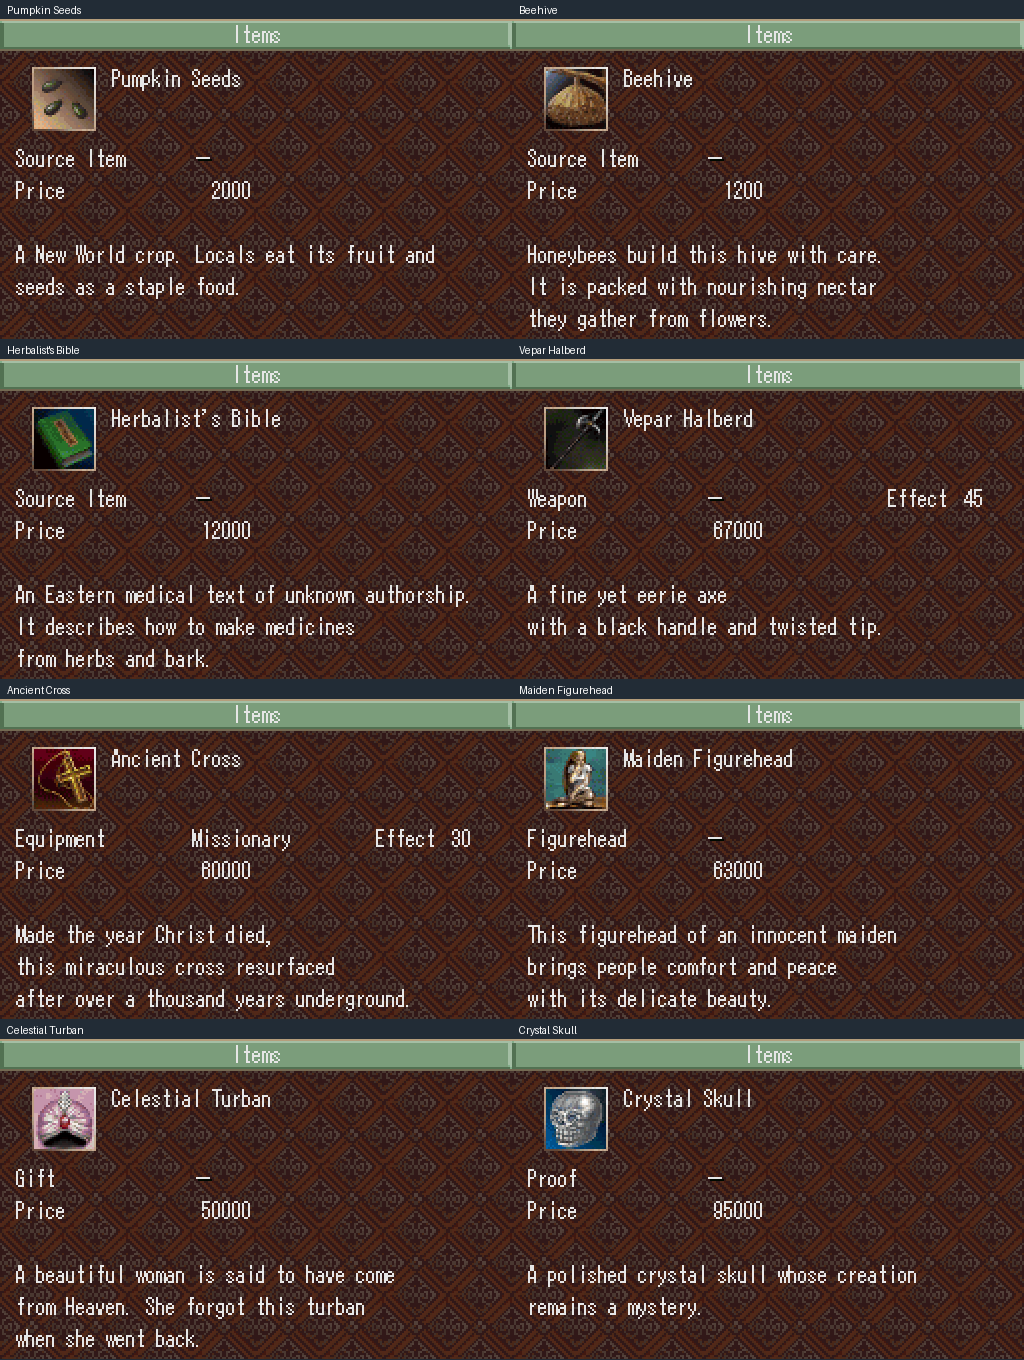 Pumpkin Seeds
Items
Pumpkin Seeds
Source Item —
Price 2000
A New World crop. Locals eat its fruit and
seeds as a staple food.
Beehive
Items
Beehive
Source Item —
Price 1200
Honeybees build this hive with care.
It is packed with nourishing nectar
they gather from flowers.
Herbalist's Bible
Items
Herbalist's Bible
Source Item —
Price 12000
An Eastern medical text of unknown authorship.
It describes how to make medicines
from herbs and bark.
Vepar Halberd
Items
Vepar Halberd
Weapon — Effect 45
Price 67000
A fine yet eerie axe
with a black handle and twisted tip.
Ancient Cross
Items
Ancient Cross
Equipment Missionary Effect 30
Price 60000
Made the year Christ died,
this miraculous cross resurfaced
after over a thousand years underground.
Maiden Figurehead
Items
Maiden Figurehead
Figurehead —
Price 63000
This figurehead of an innocent maiden
brings people comfort and peace
with its delicate beauty.
Celestial Turban
Items
Celestial Turban
Gift —
Price 50000
A beautiful woman is said to have come
from Heaven. She forgot this turban
when she went back.
Crystal Skull
Items
Crystal Skull
Proof —
Price 95000
A polished crystal skull whose creation
remains a mystery.